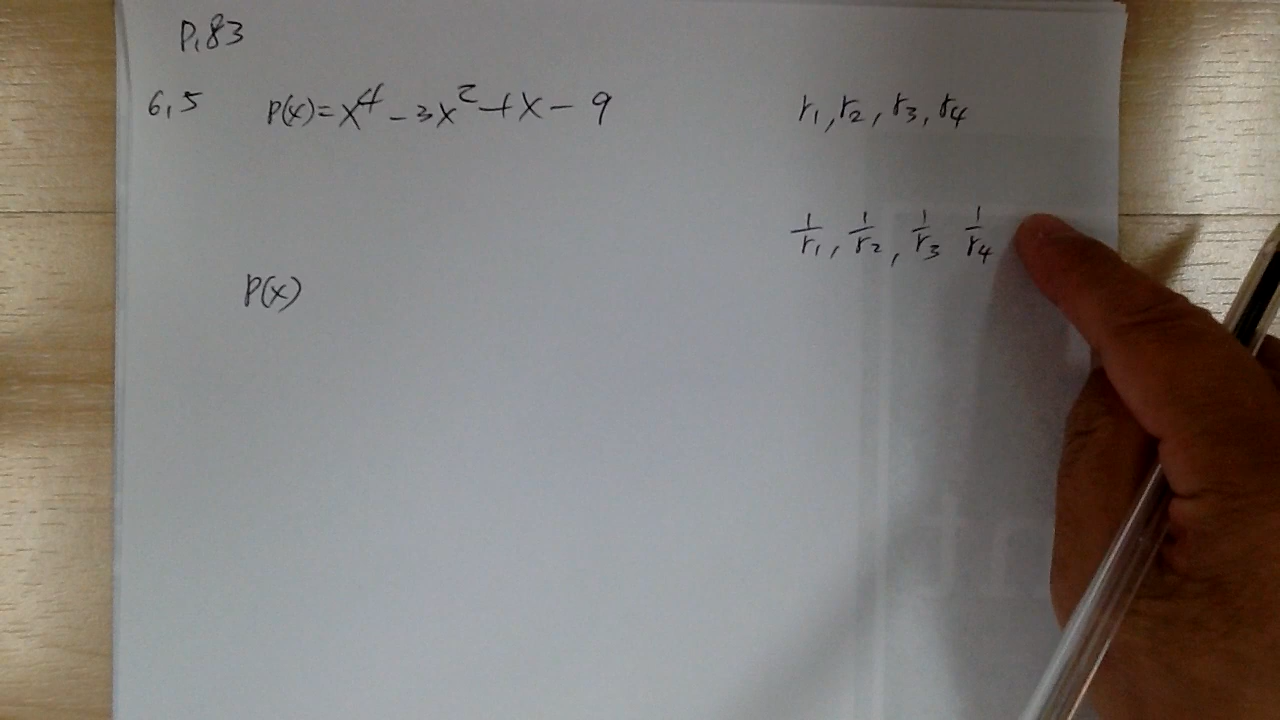 P.83
6.5 P(x)=x⁴-3x²+x-9 r₁,r₂,r₃,r₄
1/r₁, 1/r₂, 1/r₃ 1/r₄
P(x)